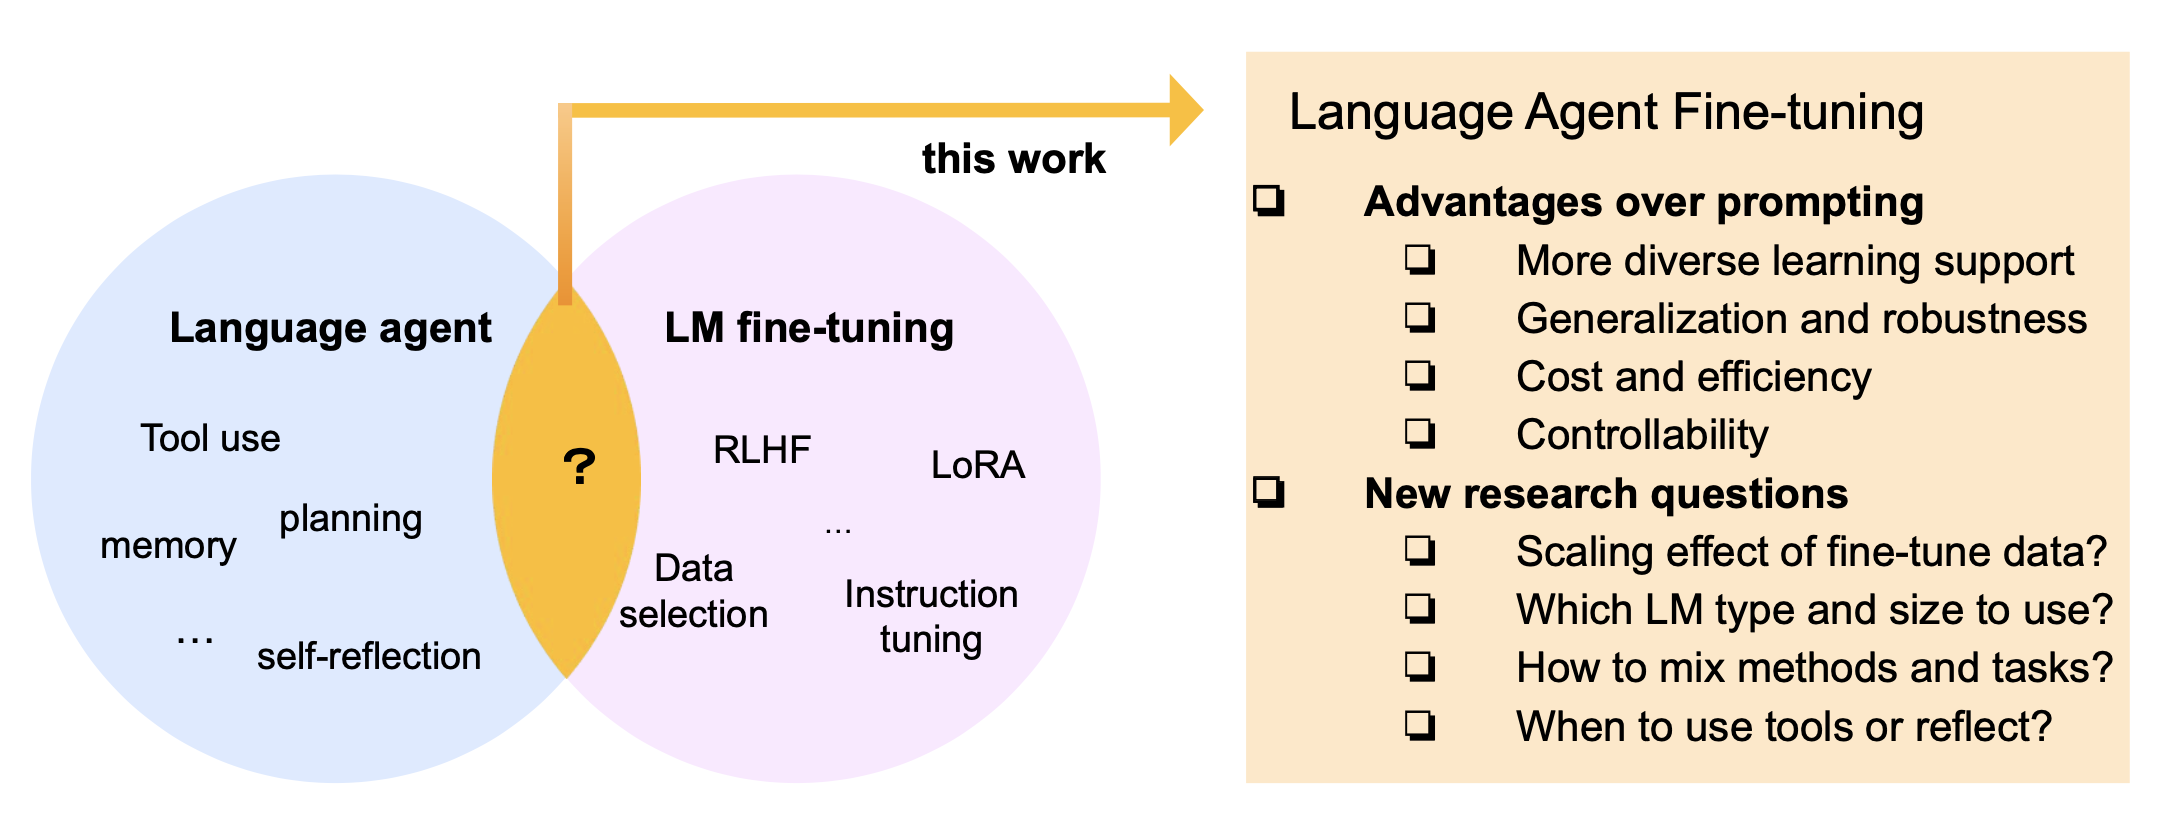 this work
Language agent
Tool use
planning
memory
...
self-reflection
?
LM fine-tuning
RLHF
LoRA
...
Data
selection
Instruction
tuning
Language Agent Fine-tuning
❏ Advantages over prompting
❏ More diverse learning support
❏ Generalization and robustness
❏ Cost and efficiency
❏ Controllability
❏ New research questions
❏ Scaling effect of fine-tune data?
❏ Which LM type and size to use?
❏ How to mix methods and tasks?
❏ When to use tools or reflect?